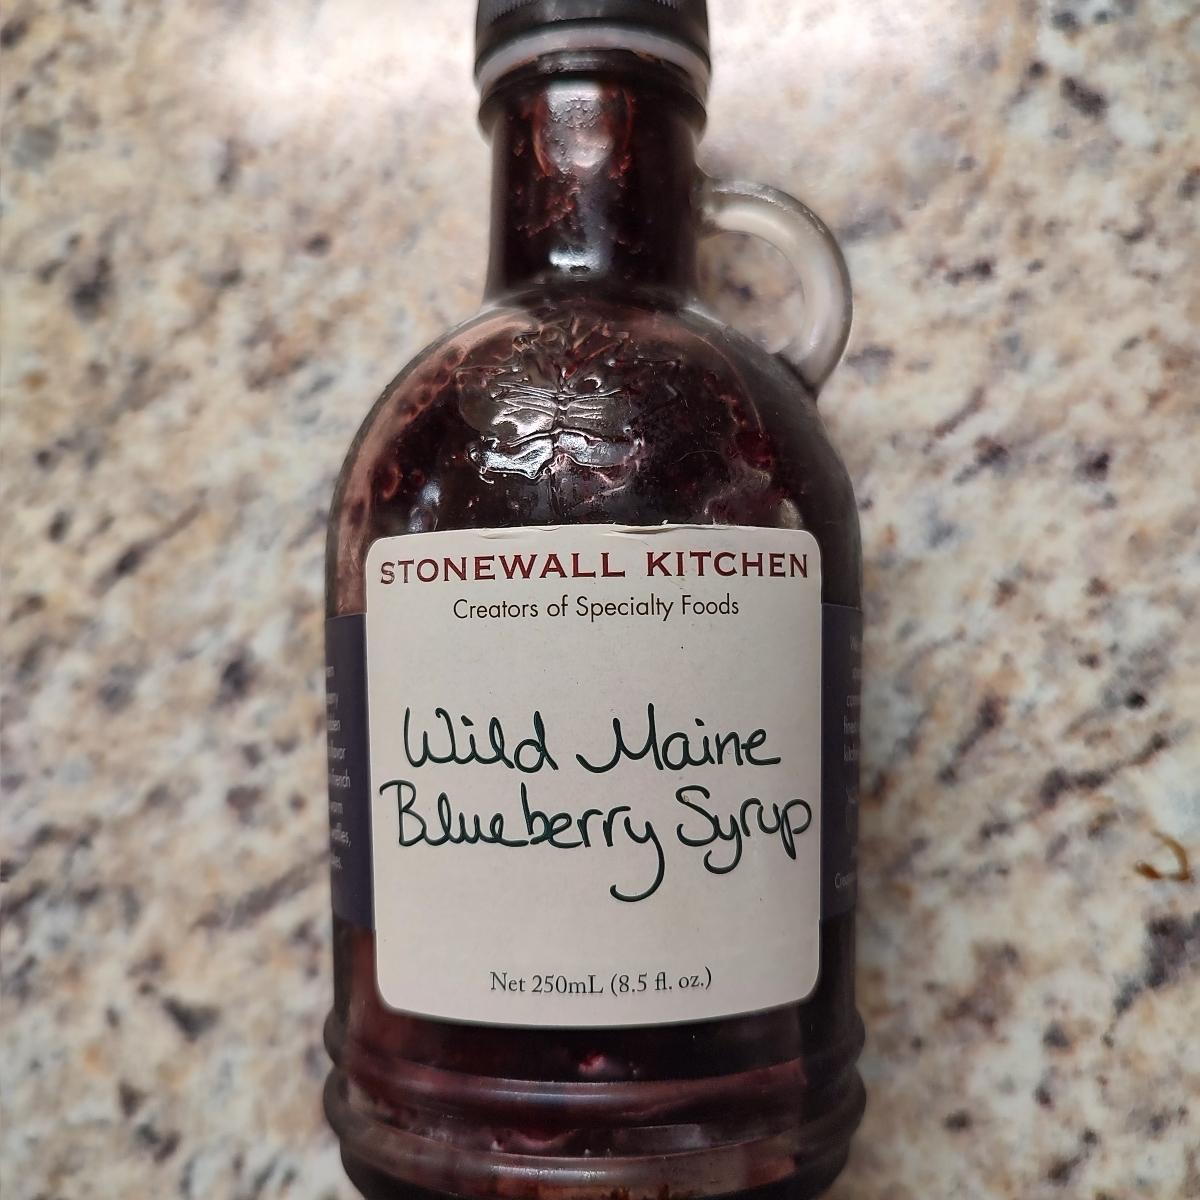 STONEWALL KITCHEN
Creators of Specialty Foods
Wild Maine
Blueberry Syrup
Net 250mL (8.5 fl. oz.)